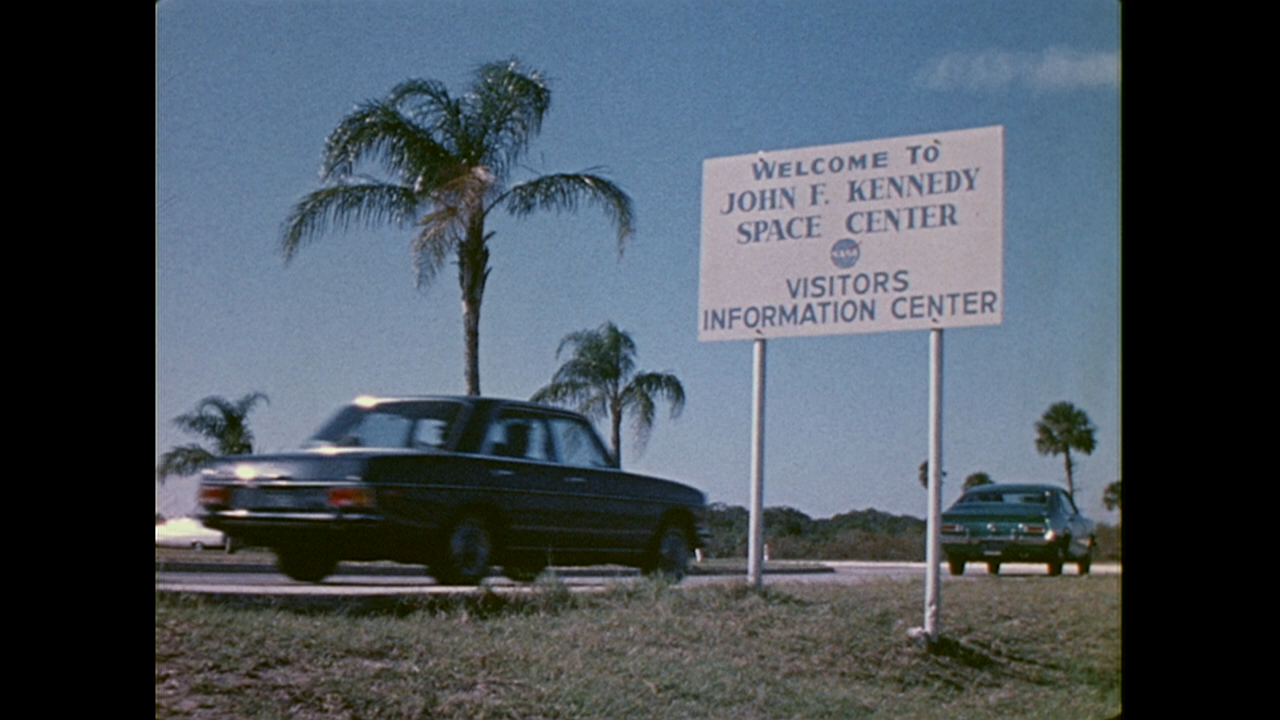 WELCOME TO
JOHN F. KENNEDY
SPACE CENTER
NASA
VISITORS
INFORMATION CENTER